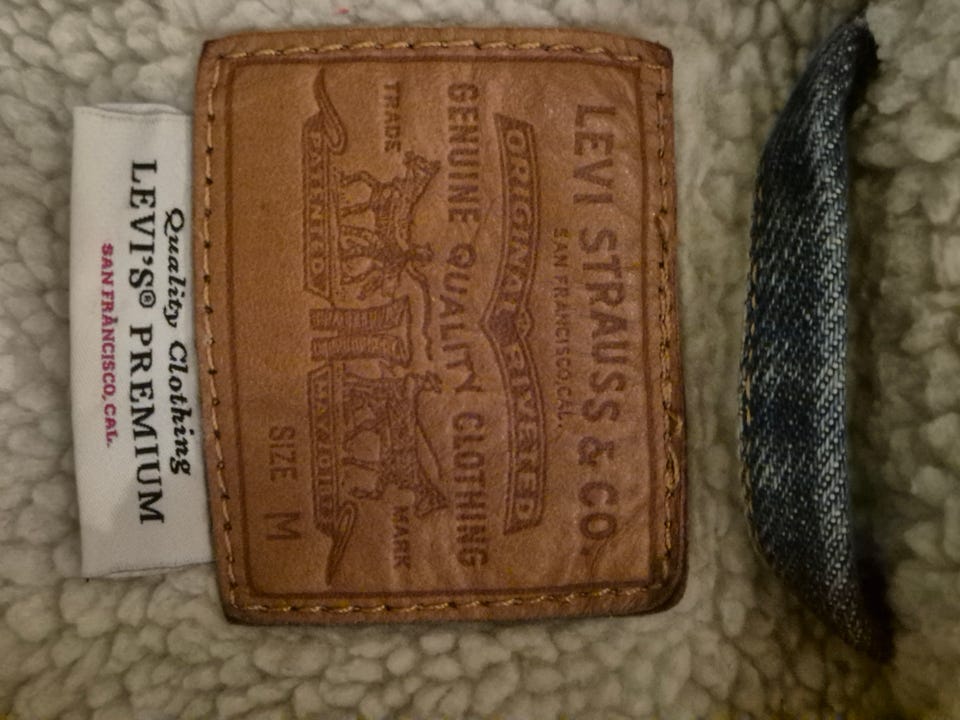 LEVI STRAUSS & CO.
SAN FRANCISCO CAL.
ORIGINAL RIVETED
GENUINE QUALITY CLOTHING
TRADE MARK
PATENTED
SIZE M
Quality Clothing
LEVI'S® PREMIUM
SAN FRANCISCO, CAL.